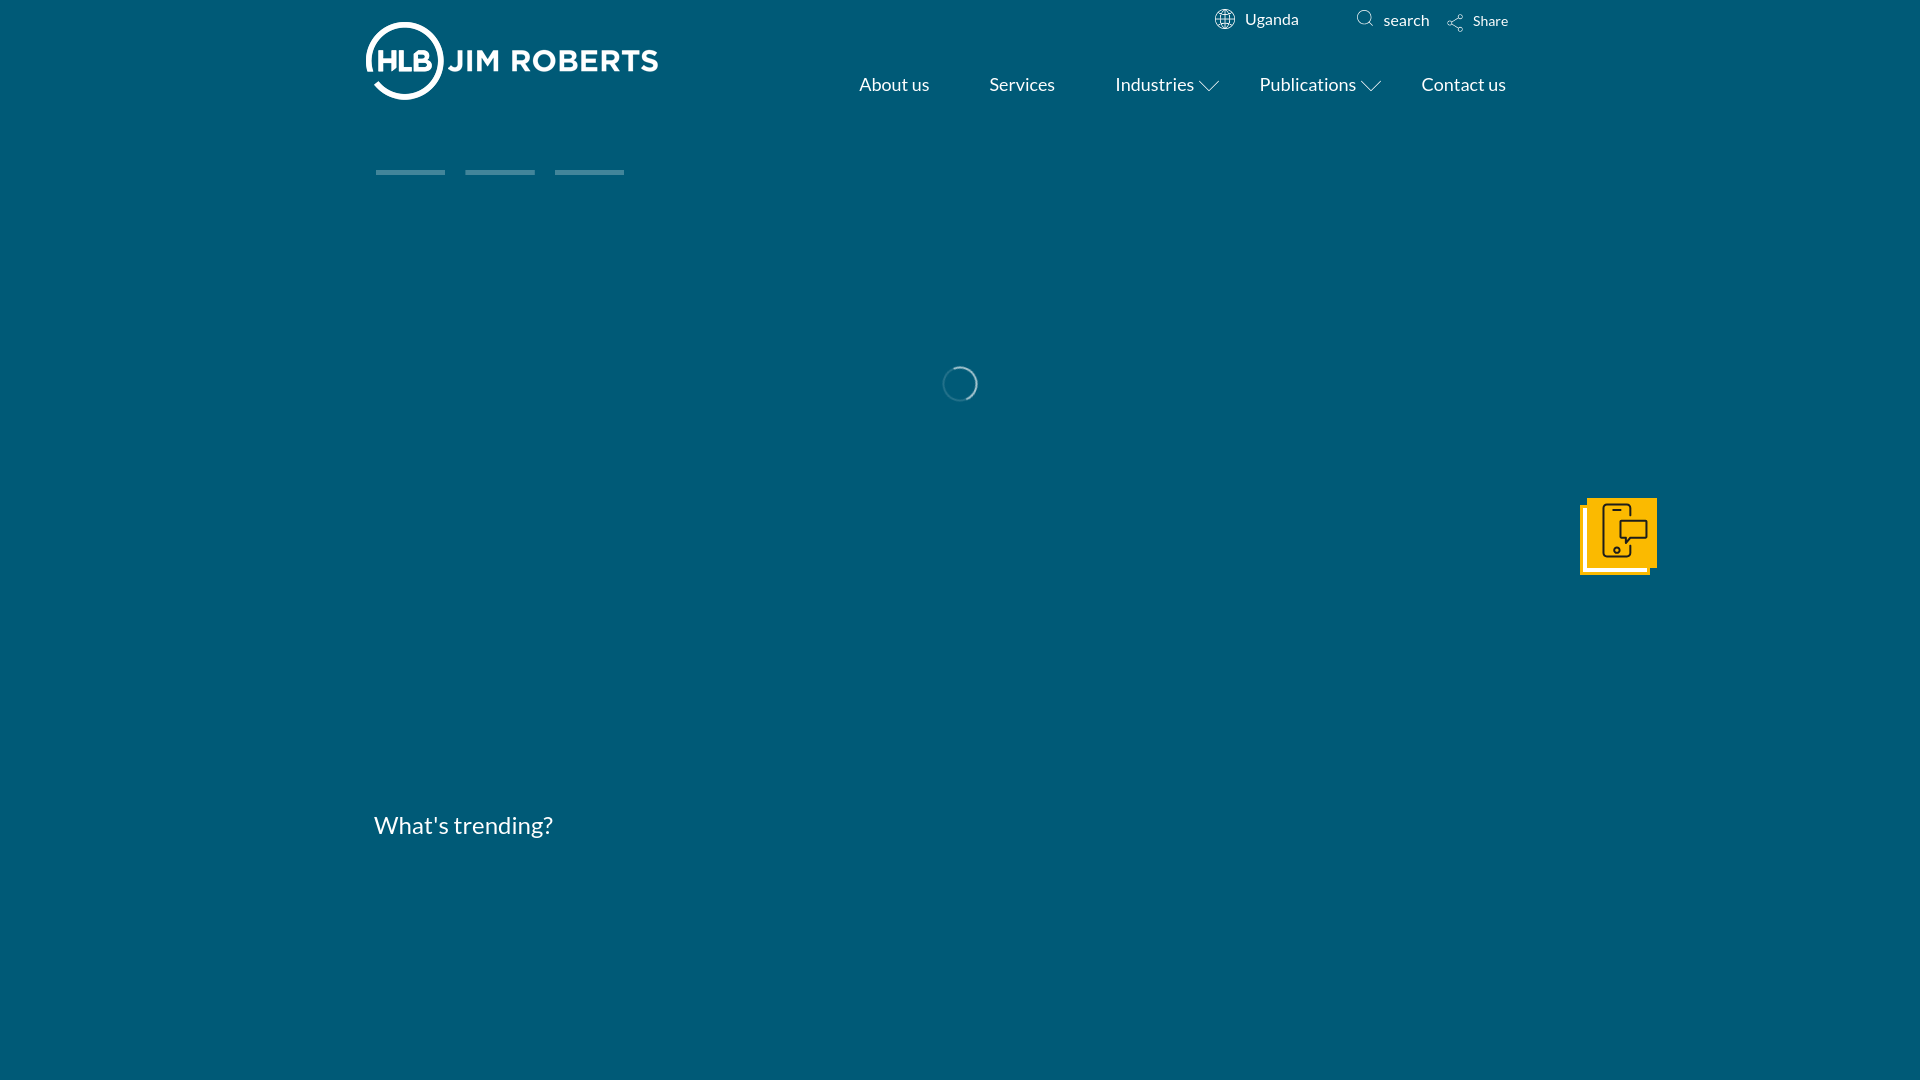 Uganda
search
Share
HLB JIM ROBERTS
About us
Services
Industries
Publications
Contact us
What's trending?